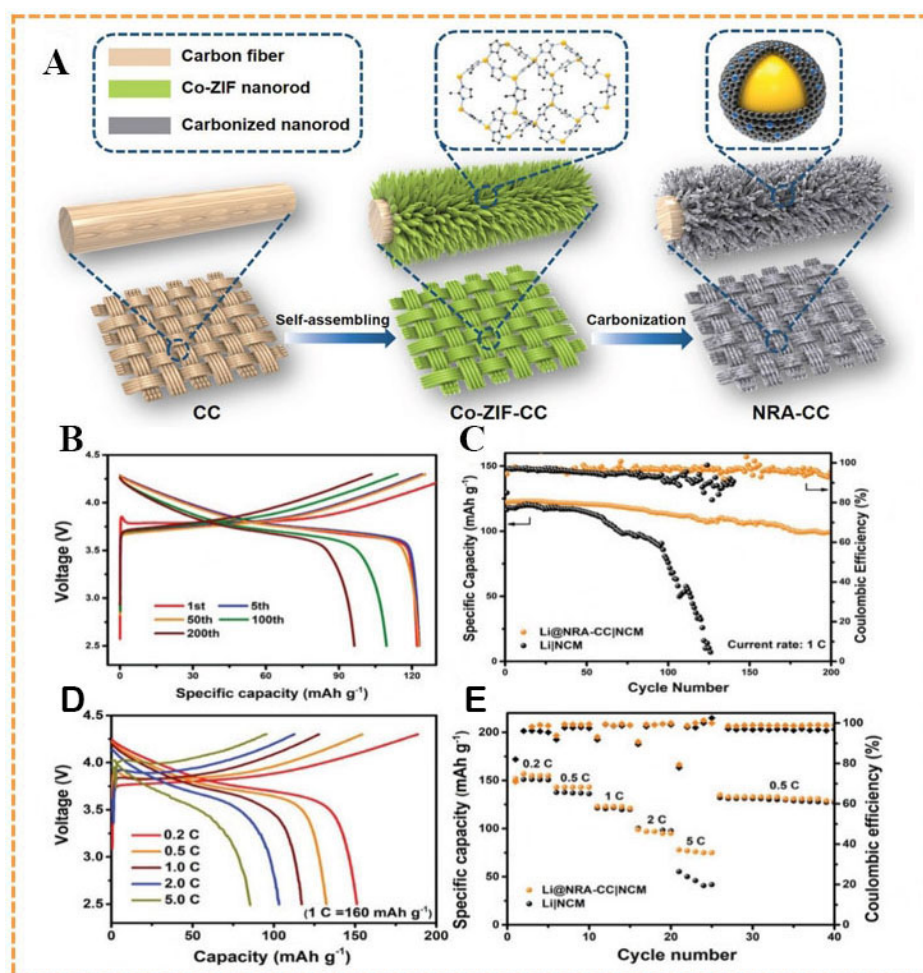 A
Carbon fiber
Co-ZIF nanorod
Carbonized nanorod
Self-assembling
Carbonization
CC
Co-ZIF-CC
NRA-CC
B
4.5
4.0
3.5
3.0
2.5
Voltage (V)
1st 5th
50th 100th
200th
0 30 60 90 120
Specific capacity (mAh g⁻¹)
C
150
125
100
75
50
25
0
Specific Capacity (mAh g⁻¹)
100
80
60
40
20
0
Coulombic Efficiency (%)
Li@NRA-CC|NCM
Li|NCM
Current rate: 1 C
0 50 100 150 200
Cycle Number
D
4.5
4.0
3.5
3.0
2.5
Voltage (V)
0.2 C
0.5 C
1.0 C
2.0 C
5.0 C
(1 C =160 mAh g⁻¹)
0 50 100 150 200
Capacity (mAh g⁻¹)
E
200
150
100
50
0
Specific capacity (mAh g⁻¹)
100
80
60
40
20
0
Coulombic efficiency (%)
0.2 C
0.5 C
1 C
2 C
5 C
0.5 C
Li@NRA-CC|NCM
Li|NCM
0 10 20 30 40
Cycle number